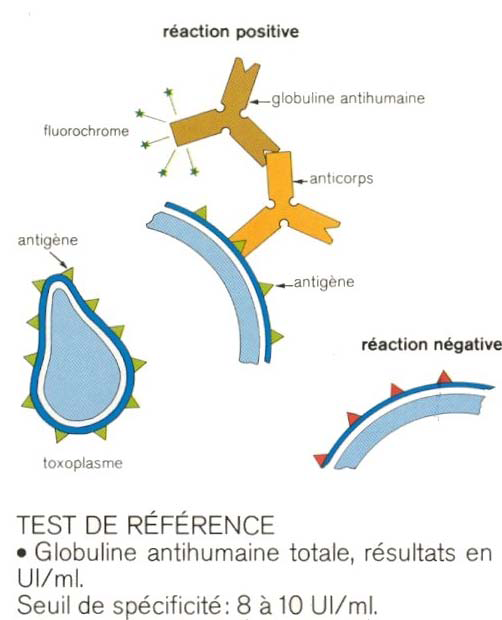 réaction positive
globuline antihumaine
fluorochrome
anticorps
antigène
antigène
réaction négative
toxoplasme
TEST DE RÉFÉRENCE
• Globuline antihumaine totale, résultats en
UI/ml.
Seuil de spécificité: 8 à 10 UI/ml.